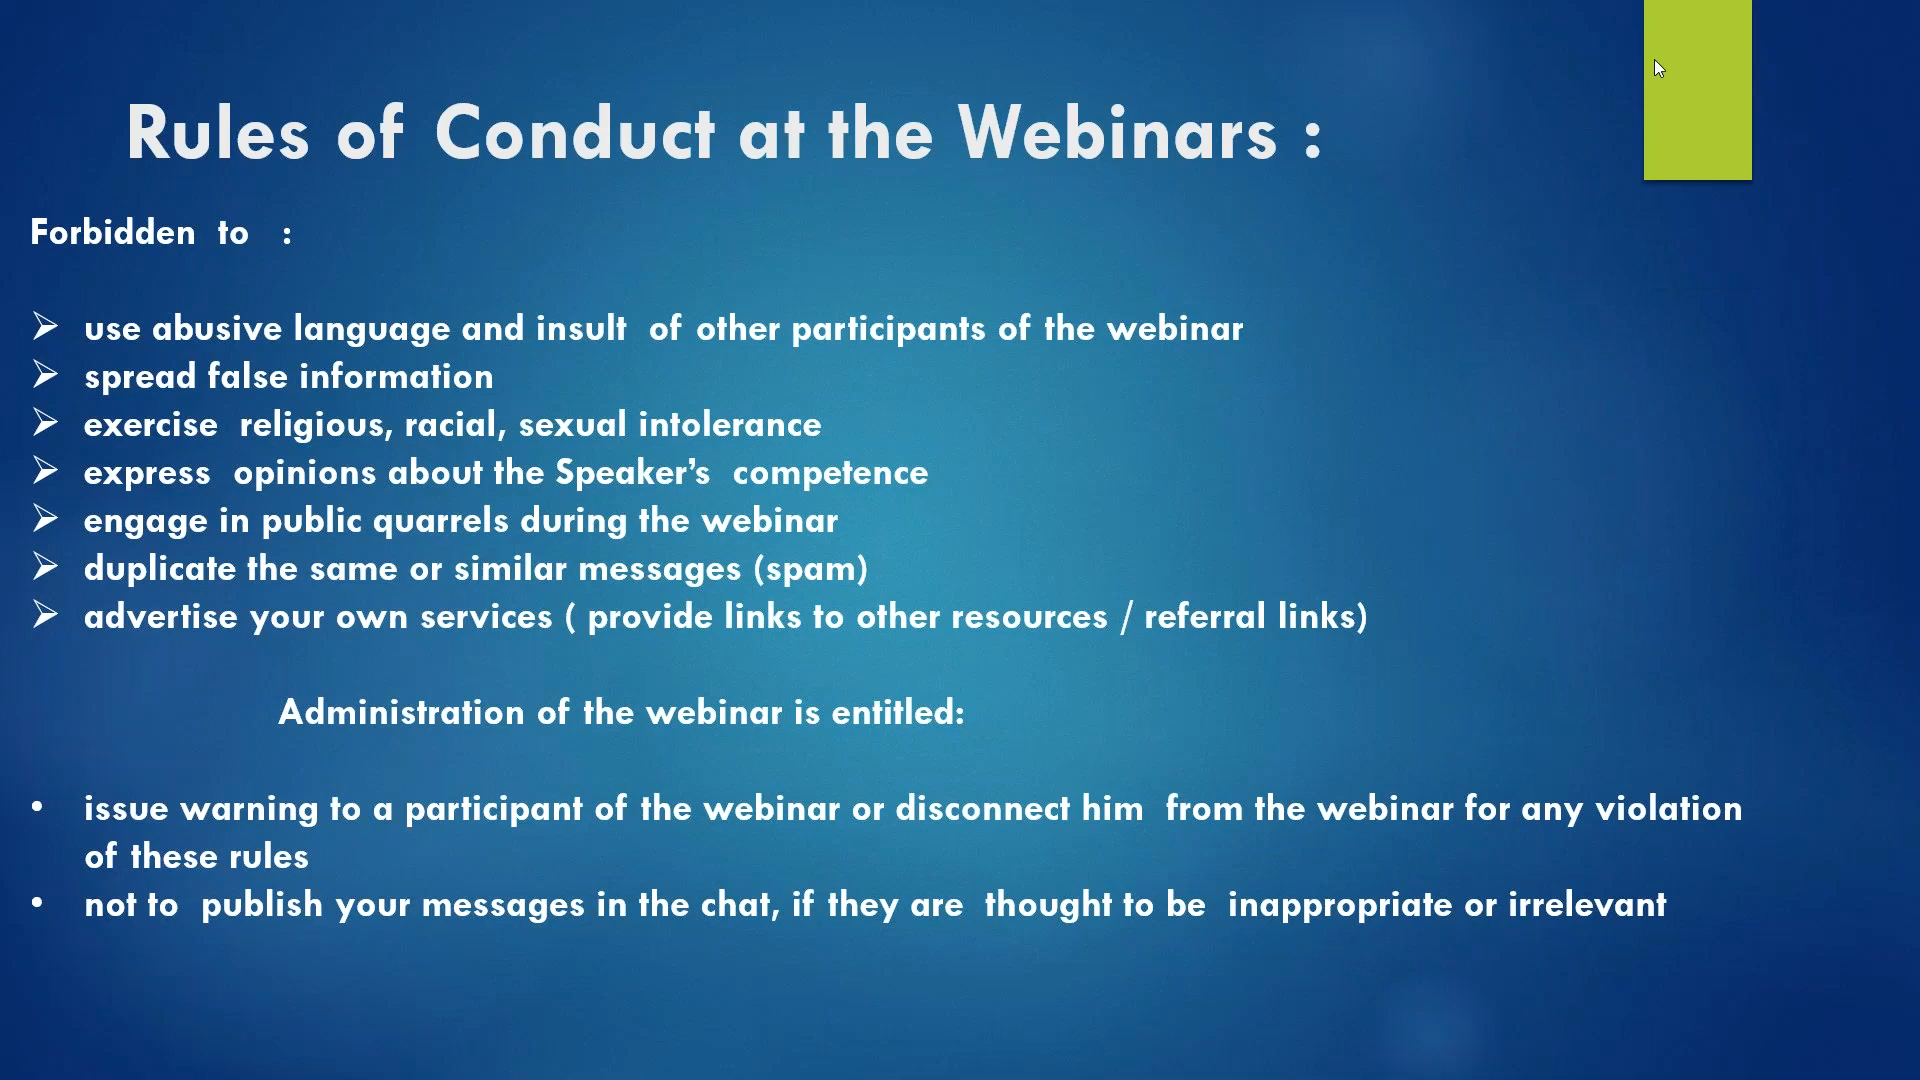 Rules of Conduct at the Webinars :
Forbidden to :
➢ use abusive language and insult of other participants of the webinar
➢ spread false information
➢ exercise religious, racial, sexual intolerance
➢ express opinions about the Speaker’s competence
➢ engage in public quarrels during the webinar
➢ duplicate the same or similar messages (spam)
➢ advertise your own services ( provide links to other resources / referral links)
Administration of the webinar is entitled:
• issue warning to a participant of the webinar or disconnect him from the webinar for any violation
of these rules
• not to publish your messages in the chat, if they are thought to be inappropriate or irrelevant